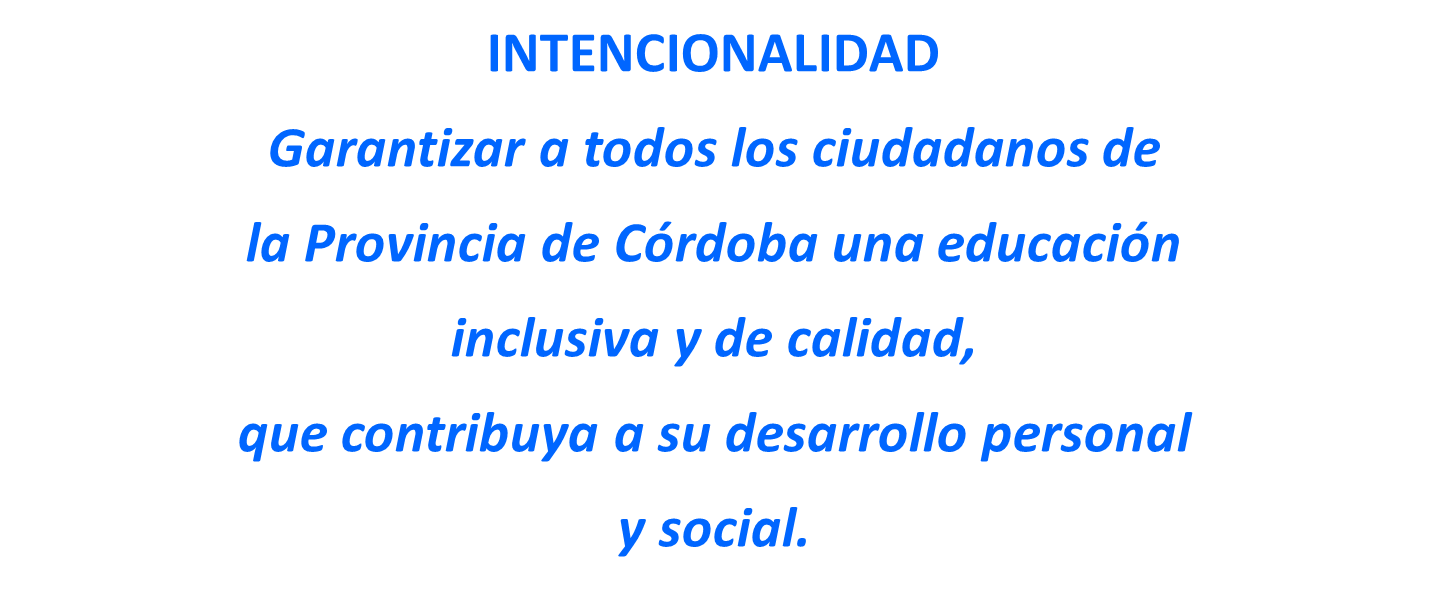 INTENCIONALIDAD
Garantizar a todos los ciudadanos de
la Provincia de Córdoba una educación
inclusiva y de calidad,
que contribuya a su desarrollo personal
y social.